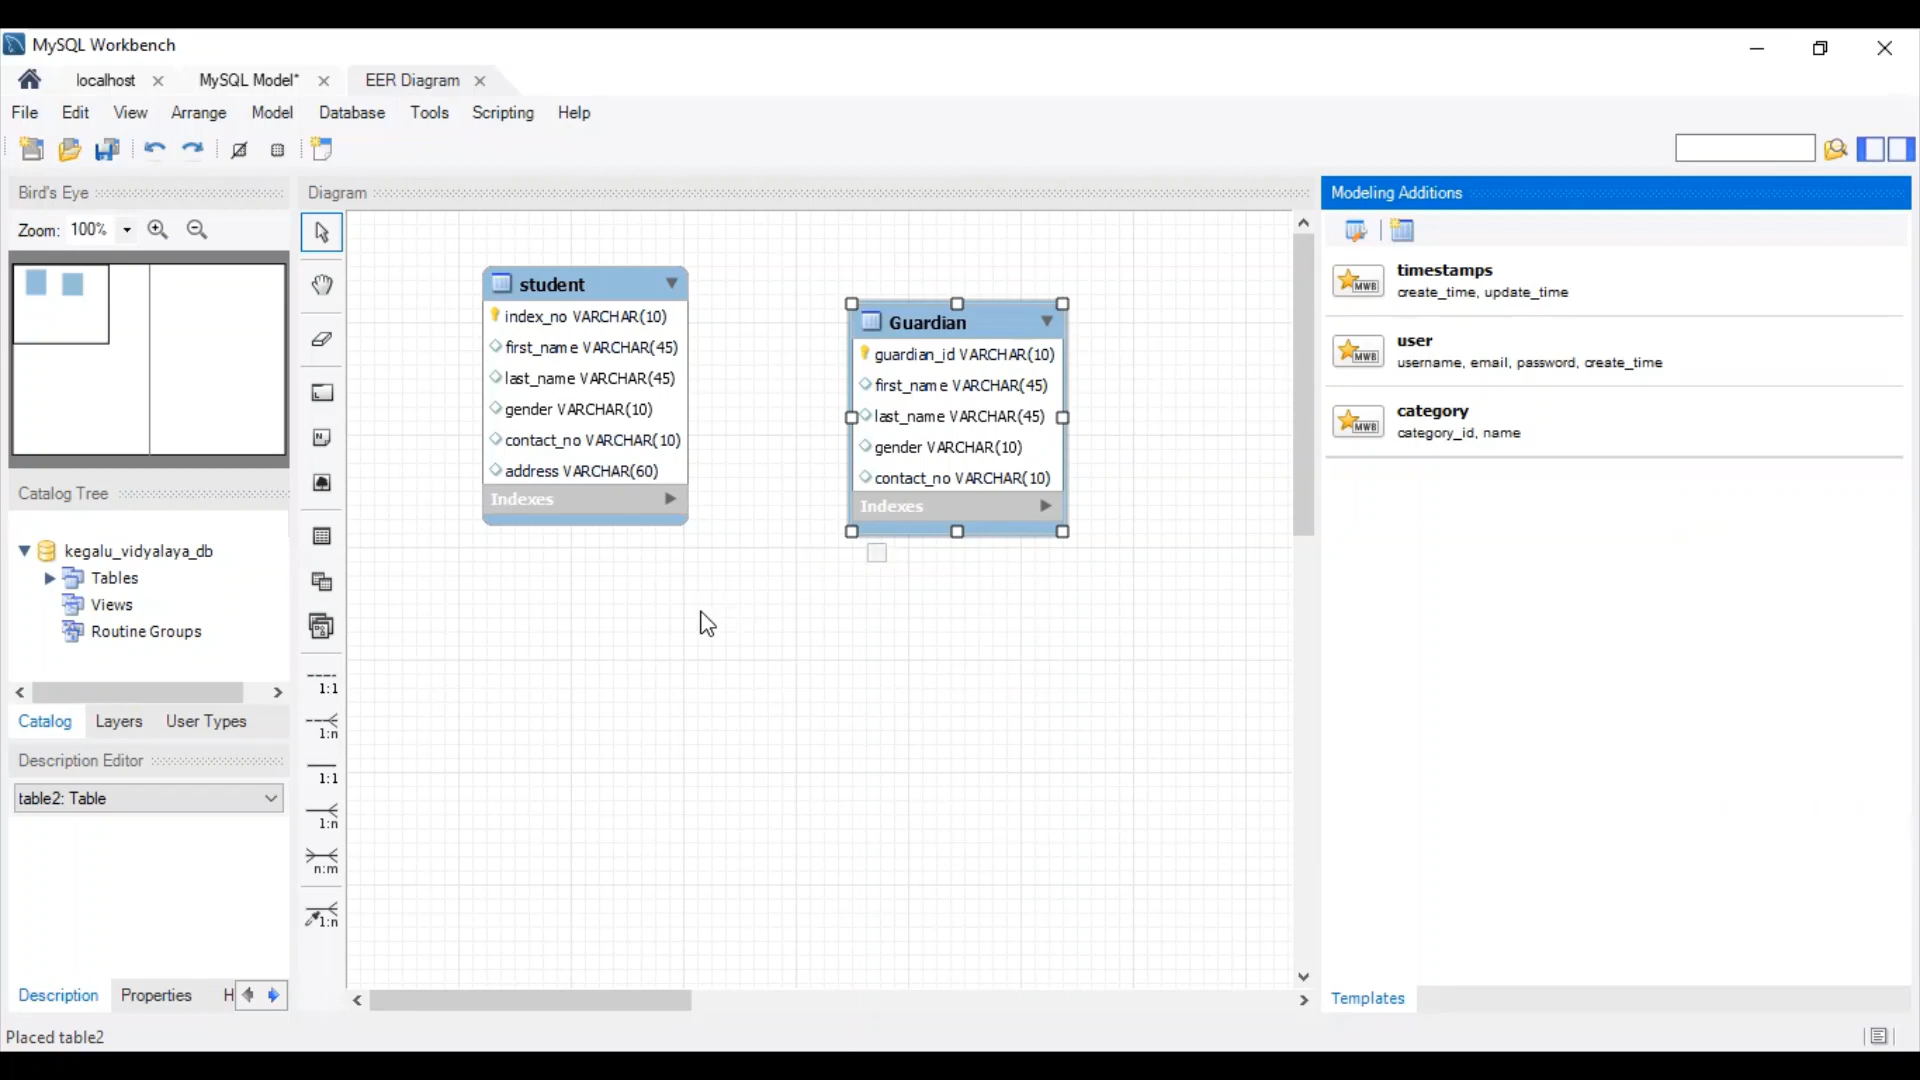 MySQL Workbench
localhost
MySQL Model*
EER Diagram
File Edit View Arrange Model Database Tools Scripting Help
Bird's Eye
Zoom: 100%
Catalog Tree
kegalu_vidyalaya_db
Tables
Views
Routine Groups
Catalog Layers User Types
Description Editor
table2: Table
Description Properties H
Placed table2
Diagram
1:1
1:n
1:1
1:n
n:m
1:n
student
index_no VARCHAR(10)
first_name VARCHAR(45)
last_name VARCHAR(45)
gender VARCHAR(10)
contact_no VARCHAR(10)
address VARCHAR(60)
Indexes
Guardian
guardian_id VARCHAR(10)
first_name VARCHAR(45)
last_name VARCHAR(45)
gender VARCHAR(10)
contact_no VARCHAR(10)
Indexes
Modeling Additions
MWB
timestamps
create_time, update_time
MWB
user
username, email, password, create_time
MWB
category
category_id, name
Templates